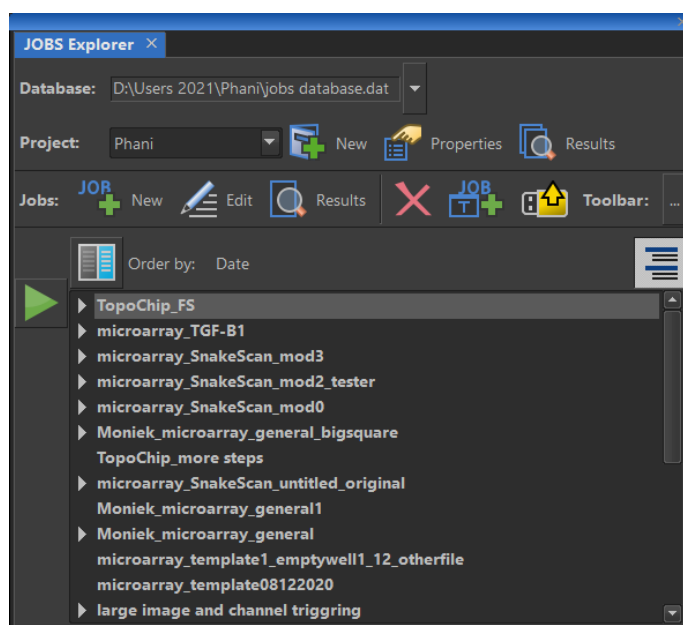 JOBS Explorer ×
Database: D:\Users 2021\Phani\jobs database.dat
Project: Phani New Properties Results
Jobs: JOB New Edit Results JOB T Toolbar: ...
Order by: Date
TopoChip_FS
microarray_TGF-B1
microarray_SnakeScan_mod3
microarray_SnakeScan_mod2_tester
microarray_SnakeScan_mod0
Moniek_microarray_general_bigsquare
TopoChip_more steps
microarray_SnakeScan_untitled_original
Moniek_microarray_general1
Moniek_microarray_general
microarray_template1_emptywell1_12_otherfile
microarray_template08122020
large image and channel triggring